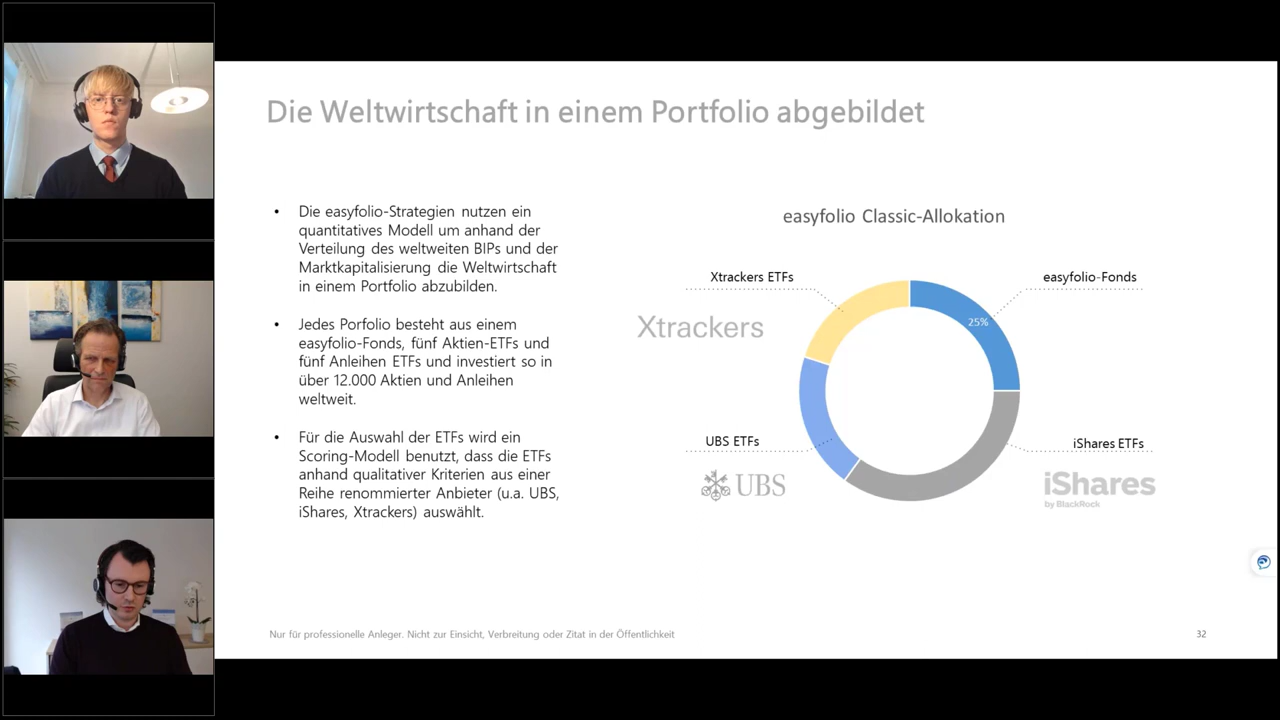 Die Weltwirtschaft in einem Portfolio abgebildet
• Die easyfolio-Strategien nutzen ein
quantitatives Modell um anhand der
Verteilung des weltweiten BIPs und der
Marktkapitalisierung die Weltwirtschaft
in einem Portfolio abzubilden.
• Jedes Porfolio besteht aus einem
easyfolio-Fonds, fünf Aktien-ETFs und
fünf Anleihen ETFs und investiert so in
über 12.000 Aktien und Anleihen
weltweit.
• Für die Auswahl der ETFs wird ein
Scoring-Modell benutzt, dass die ETFs
anhand qualitativer Kriterien aus einer
Reihe renommierter Anbieter (u.a. UBS,
iShares, Xtrackers) auswählt.
easyfolio Classic-Allokation
Xtrackers ETFs
easyfolio-Fonds
Xtrackers
25%
UBS ETFs
iShares ETFs
UBS
iShares
by BlackRock
Nur für professionelle Anleger. Nicht zur Einsicht, Verbreitung oder Zitat in der Öffentlichkeit
32